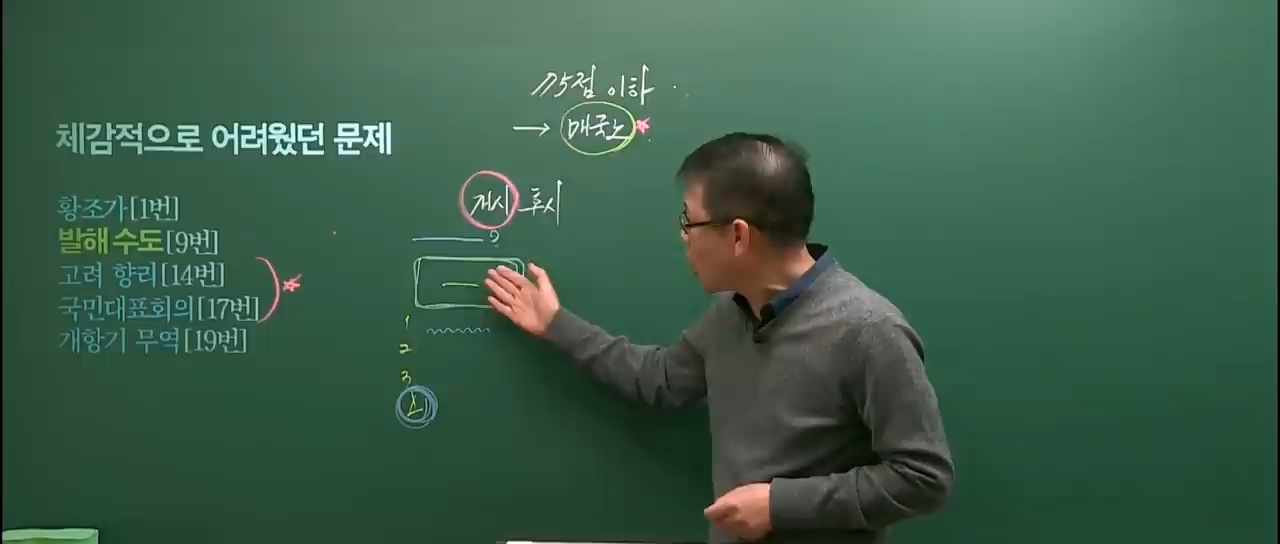 75점 이하
→ 매국노
체감적으로 어려웠던 문제
개시 후시
황조가[1번]
발해 수도[9번]
고려 향리[14번]
국민대표회의[17번]
개항기 무역[19번]
?
1
2
3
4